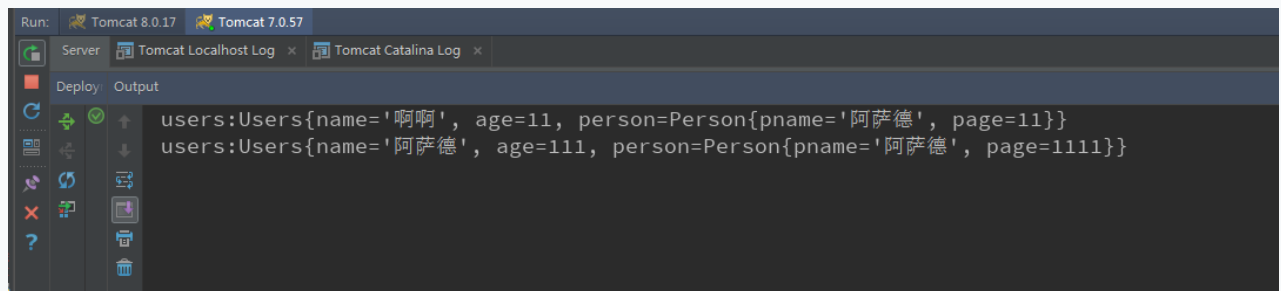 Run: Tomcat 8.0.17 Tomcat 7.0.57
Server Tomcat Localhost Log × Tomcat Catalina Log ×
Deploy Output
users:Users{name='啊啊', age=11, person=Person{pname='阿萨德', page=11}}
users:Users{name='阿萨德', age=111, person=Person{pname='阿萨德', page=1111}}